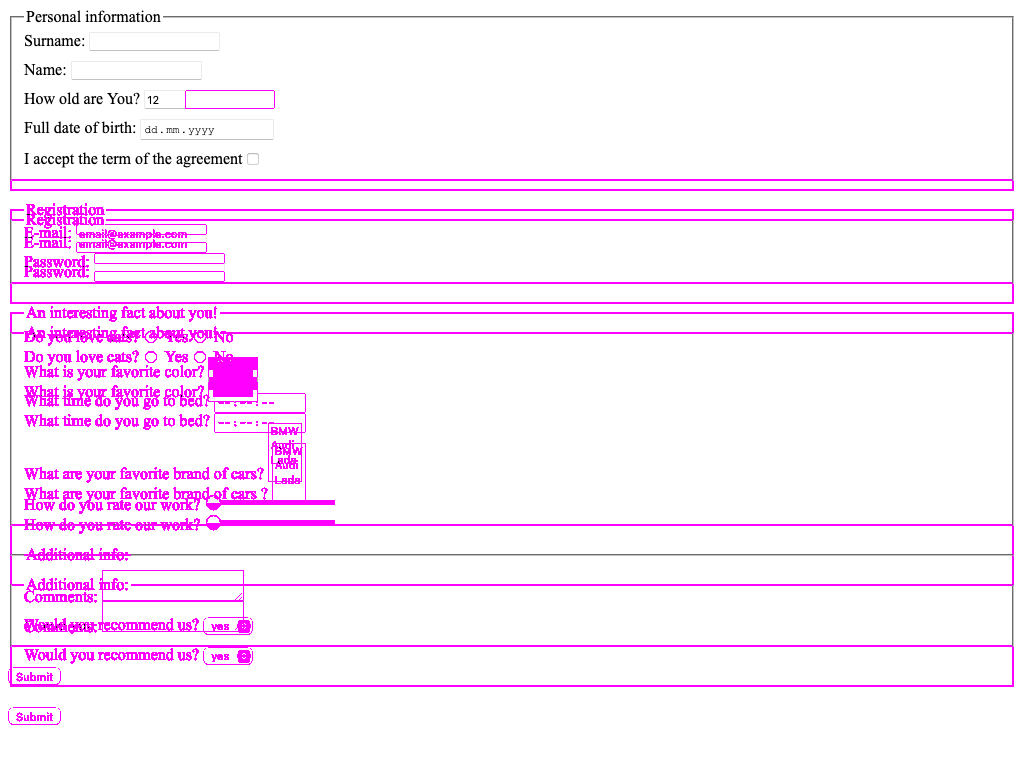 Personal information
Surname:
Name:
How old are You? 12
Full date of birth: dd.mm.yyyy
I accept the term of the agreement
Registration
Registration
E-mail: email@example.com
E-mail: email@example.com
Password:
Password:
An interesting fact about you!
An interesting fact about you!
Do you love cats? Yes No
Do you love cats? Yes No
What is your favorite color?
What is your favorite color?
What time do you go to bed? --:--:--
What time do you go to bed? --:--:--
BMW
Audi
BMW
Lada
Audi
What are your favorite brand of cars?
Lada
What are your favorite brand of cars ?
How do you rate our work?
How do you rate our work?
Additional info:
Additional info:
Comments:
Would you recommend us? yes
Comments:
Would you recommend us? yes
Submit
Submit